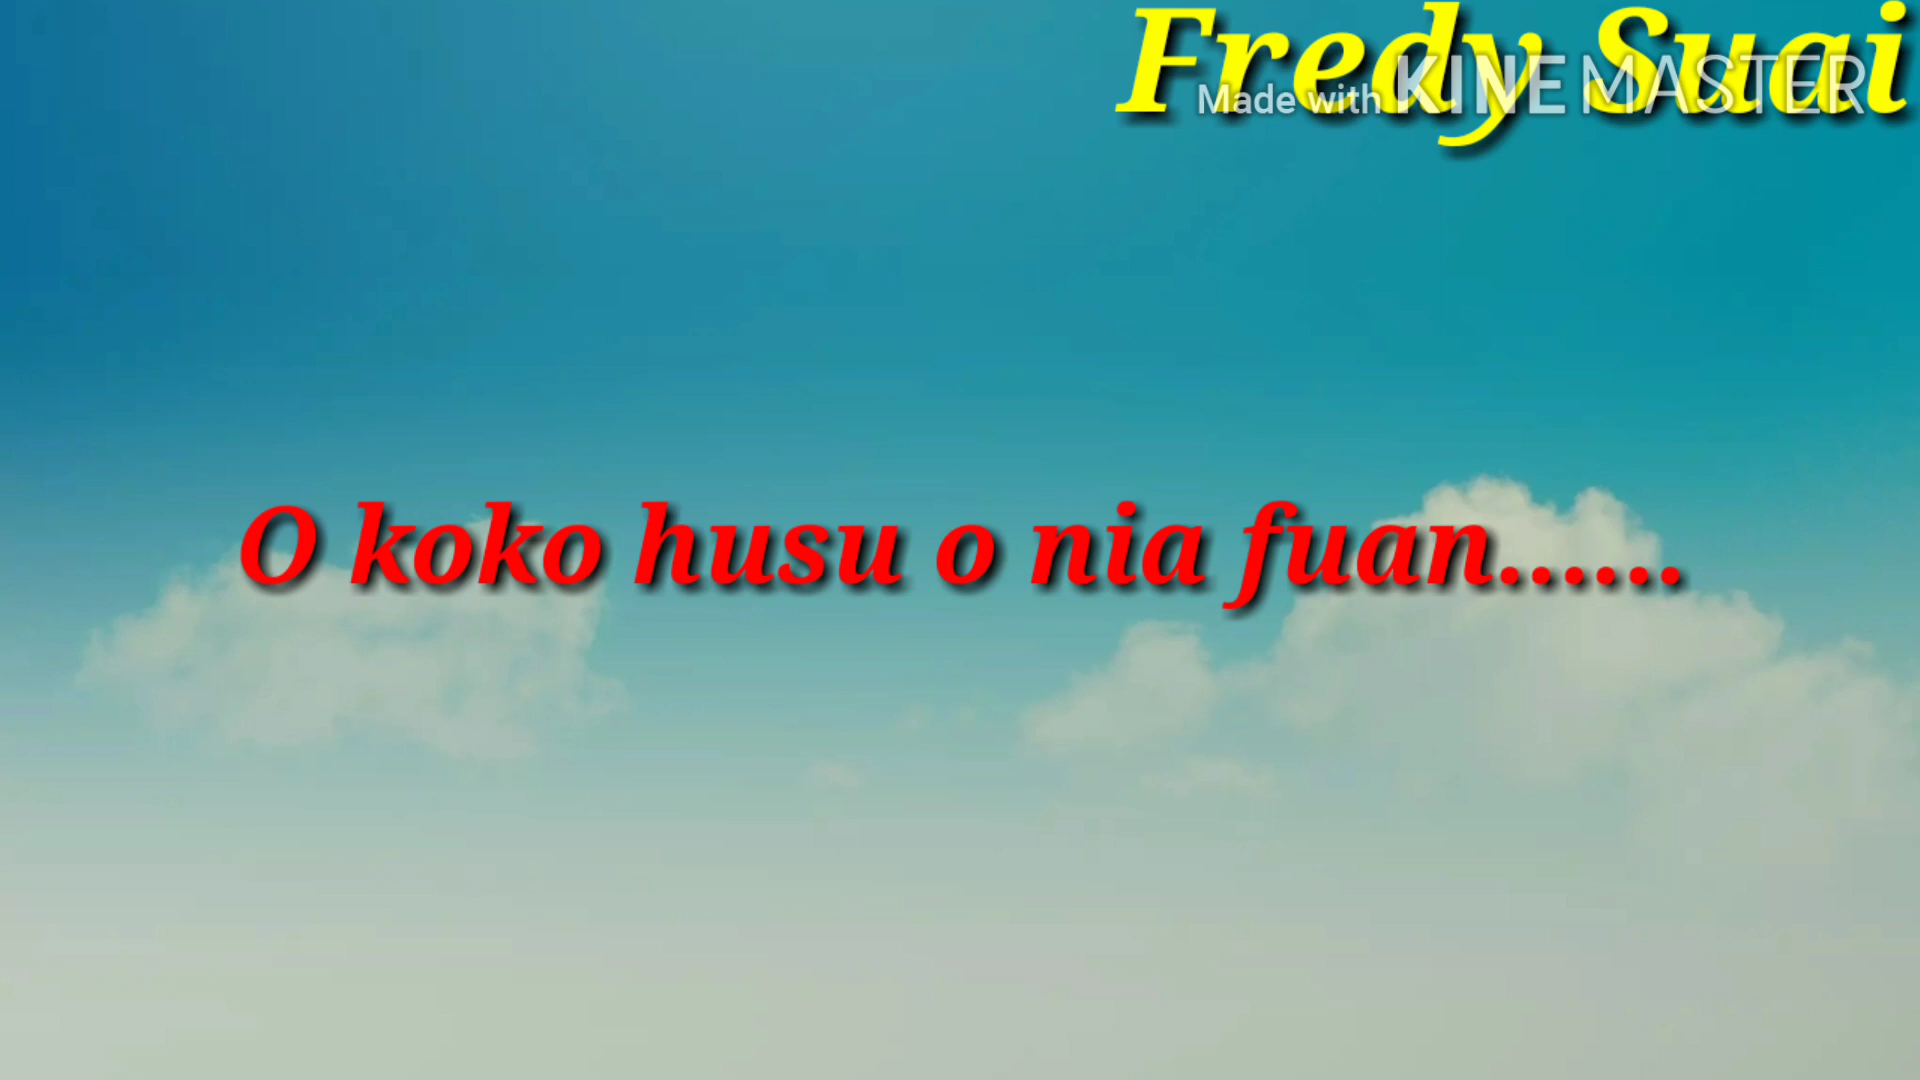 Fredy Suai
Made with KINEMASTER
O koko husu o nia fuan......